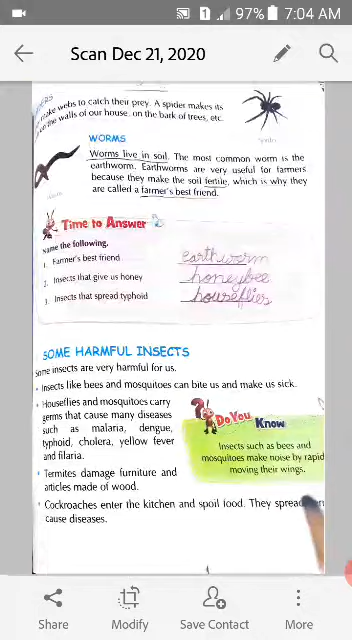 97% 7:04 AM
Scan Dec 21, 2020
make webs to catch their prey. A spider makes its
on the walls of our house, on the bark of trees, etc.
Spider
WORMS
Worms live in soil. The most common worm is the
earthworm. Earthworms are very useful for farmers
because they make the soil fertile, which is why they
are called a farmer's best friend.
Time to Answer
Name the following.
1. Farmer's best friend earthworm
2. Insects that give us honey honeybee
3. Insects that spread typhoid houseflies
SOME HARMFUL INSECTS
Some insects are very harmful for us.
• Insects like bees and mosquitoes can bite us and make us sick.
• Houseflies and mosquitoes carry
germs that cause many diseases
such as malaria, dengue,
typhoid, cholera, yellow fever
and filaria.
• Termites damage furniture and
articles made of wood.
• Cockroaches enter the kitchen and spoil food. They spread
cause diseases.
Do You Know
Insects such as bees and
mosquitoes make noise by rapid
moving their wings.
Share Modify Save Contact More